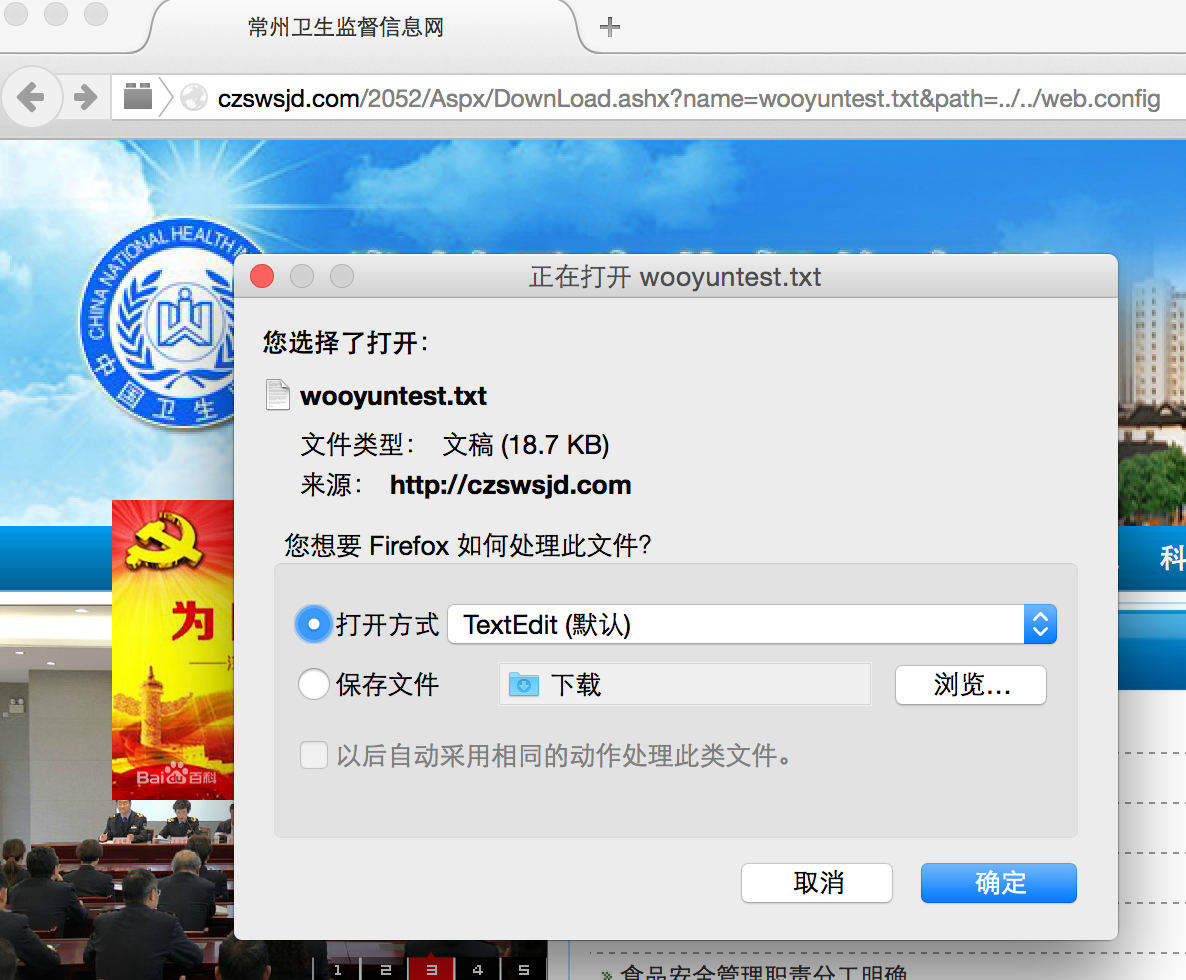 常州卫生监督信息网
czswsjd.com/2052/Aspx/DownLoad.ashx?name=wooyuntest.txt&path=../../web.config
CHINA NATIONAL HEALTH
中国卫生
正在打开 wooyuntest.txt
您选择了打开：
wooyuntest.txt
文件类型： 文稿 (18.7 KB)
来源： http://czswsjd.com
您想要 Firefox 如何处理此文件？
科
为
打开方式 TextEdit (默认)
保存文件 下载 浏览...
以后自动采用相同的动作处理此类文件。
Baidu百科
取消 确定
1 2 3 4 5
食品安全管理职责分工明确